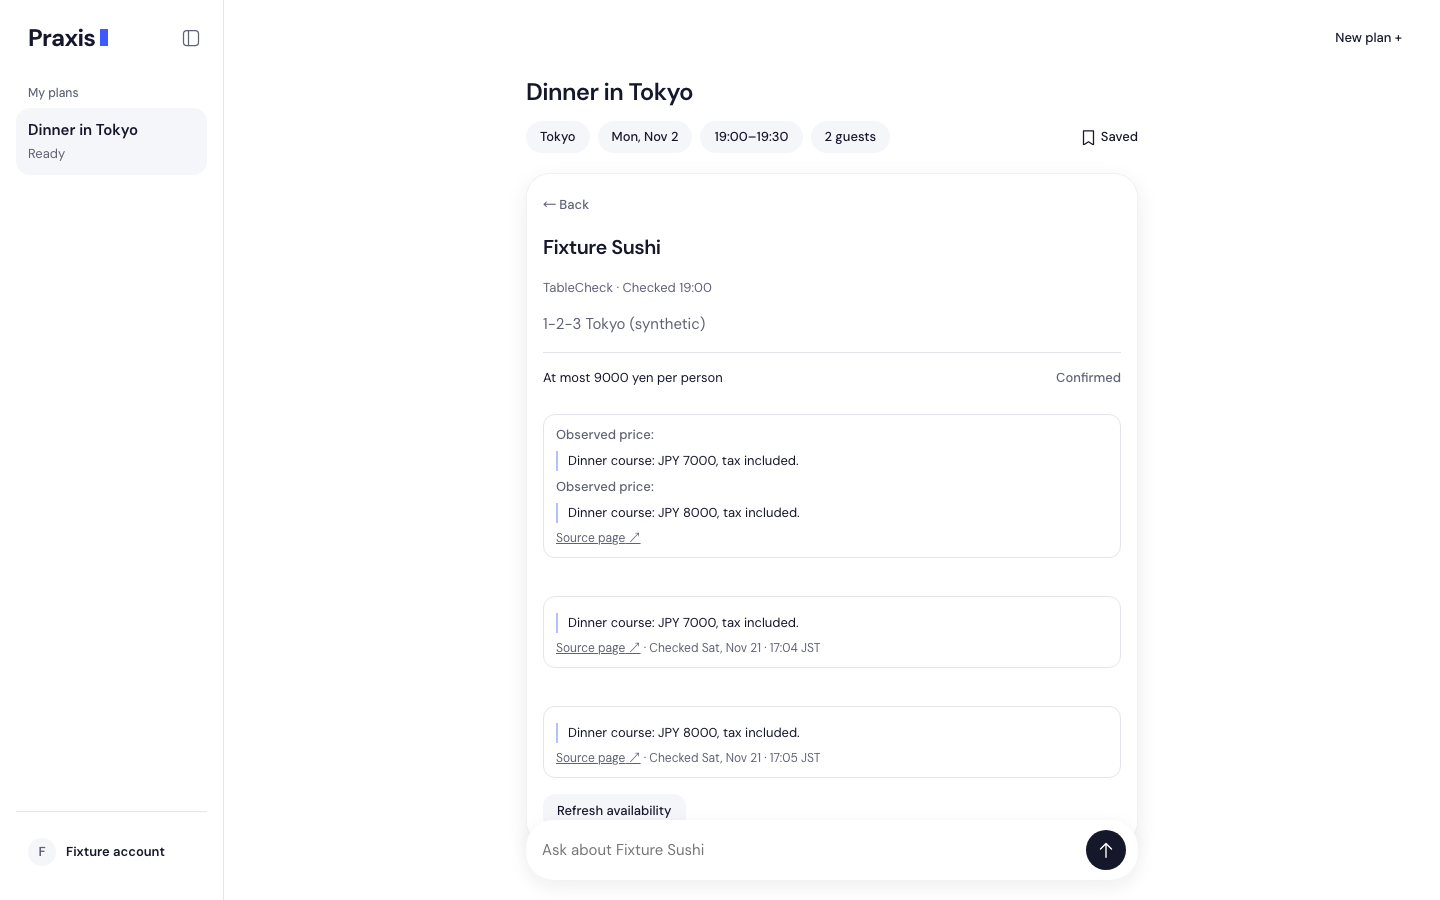 Praxis
New plan +
My plans
Dinner in Tokyo
Ready
Dinner in Tokyo
Tokyo
Mon, Nov 2
19:00–19:30
2 guests
Saved
← Back
Fixture Sushi
TableCheck · Checked 19:00
1-2-3 Tokyo (synthetic)
At most 9000 yen per person
Confirmed
Observed price:
Dinner course: JPY 7000, tax included.
Observed price:
Dinner course: JPY 8000, tax included.
Source page ↗
Dinner course: JPY 7000, tax included.
Source page ↗ · Checked Sat, Nov 21 · 17:04 JST
Dinner course: JPY 8000, tax included.
Source page ↗ · Checked Sat, Nov 21 · 17:05 JST
Refresh availability
Ask about Fixture Sushi
F
Fixture account